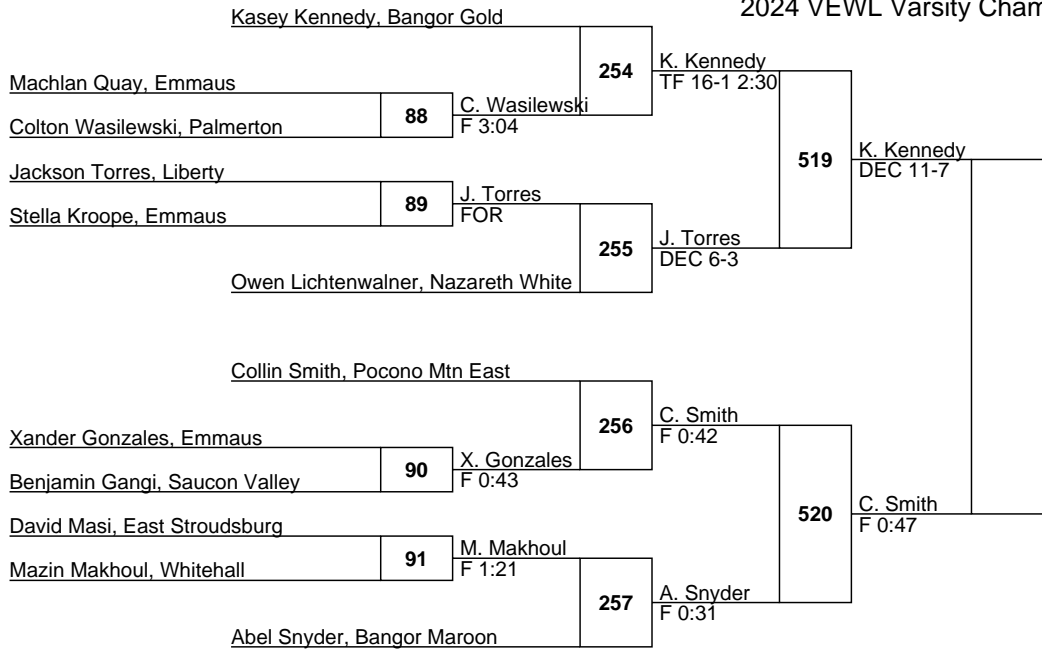 2024 VEWL Varsity Cham
Kasey Kennedy, Bangor Gold
254
K. Kennedy
TF 16-1 2:30
Machlan Quay, Emmaus
88
C. Wasilewski
F 3:04
Colton Wasilewski, Palmerton
519
K. Kennedy
DEC 11-7
Jackson Torres, Liberty
89
J. Torres
FOR
Stella Kroope, Emmaus
255
J. Torres
DEC 6-3
Owen Lichtenwalner, Nazareth White
Collin Smith, Pocono Mtn East
256
C. Smith
F 0:42
Xander Gonzales, Emmaus
90
X. Gonzales
F 0:43
Benjamin Gangi, Saucon Valley
520
C. Smith
F 0:47
David Masi, East Stroudsburg
91
M. Makhoul
F 1:21
Mazin Makhoul, Whitehall
257
A. Snyder
F 0:31
Abel Snyder, Bangor Maroon